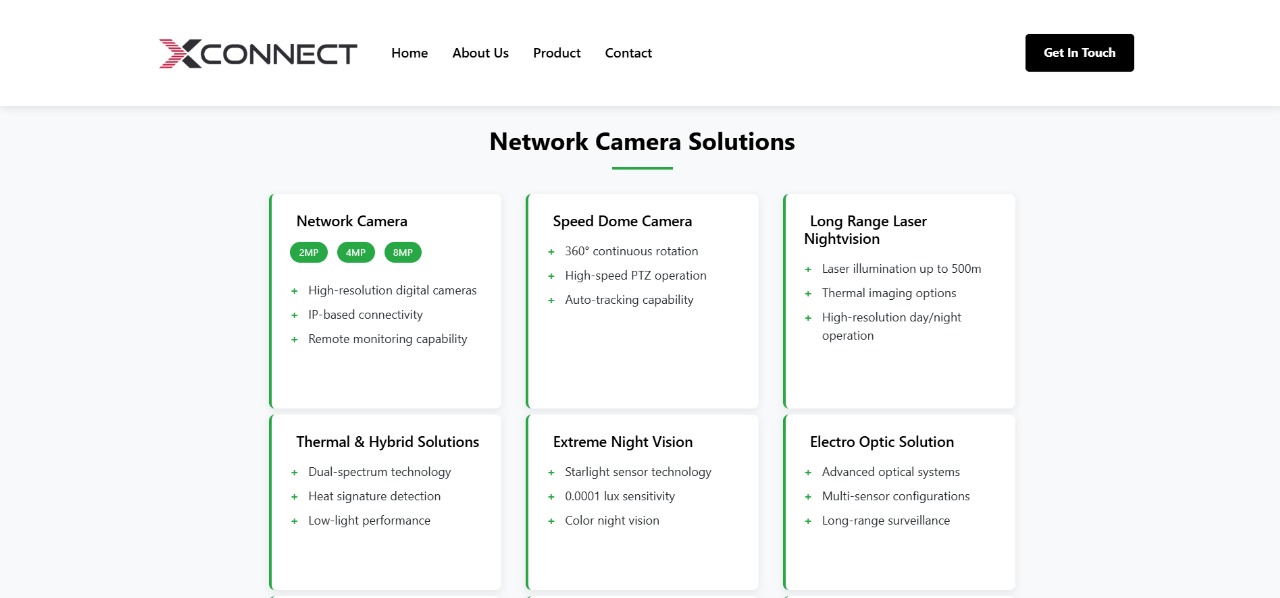 XCONNECT
Home
About Us
Product
Contact
Get In Touch
Network Camera Solutions
Network Camera
2MP
4MP
8MP
+ High-resolution digital cameras
+ IP-based connectivity
+ Remote monitoring capability
Speed Dome Camera
+ 360° continuous rotation
+ High-speed PTZ operation
+ Auto-tracking capability
Long Range Laser
Nightvision
+ Laser illumination up to 500m
+ Thermal imaging options
+ High-resolution day/night
operation
Thermal & Hybrid Solutions
+ Dual-spectrum technology
+ Heat signature detection
+ Low-light performance
Extreme Night Vision
+ Starlight sensor technology
+ 0.0001 lux sensitivity
+ Color night vision
Electro Optic Solution
+ Advanced optical systems
+ Multi-sensor configurations
+ Long-range surveillance